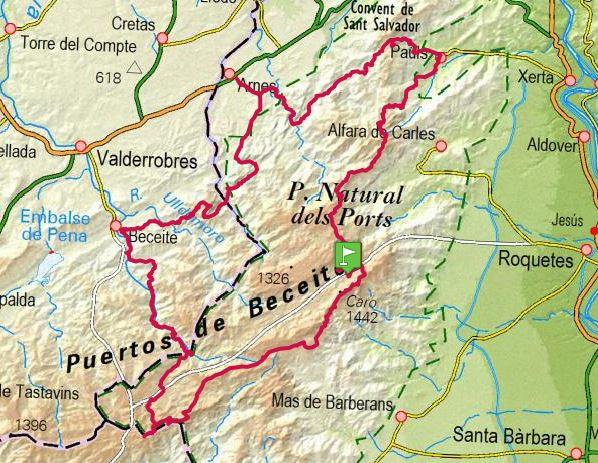 Convent de
Sant Salvador
Cretas
Torre del Compte
618
Arnes
Paüls
Xerta
Alfara de Carles
Aldover
Valderrobres
R.
Ulldemoro
P. Natural
dels Ports
Embalse
de Pena
Beceite
Jesús
Roquetes
1326
Caro
1442
Puertos de Beceite
Mas de Barberans
de Tastavins
1396
Santa Bàrbara